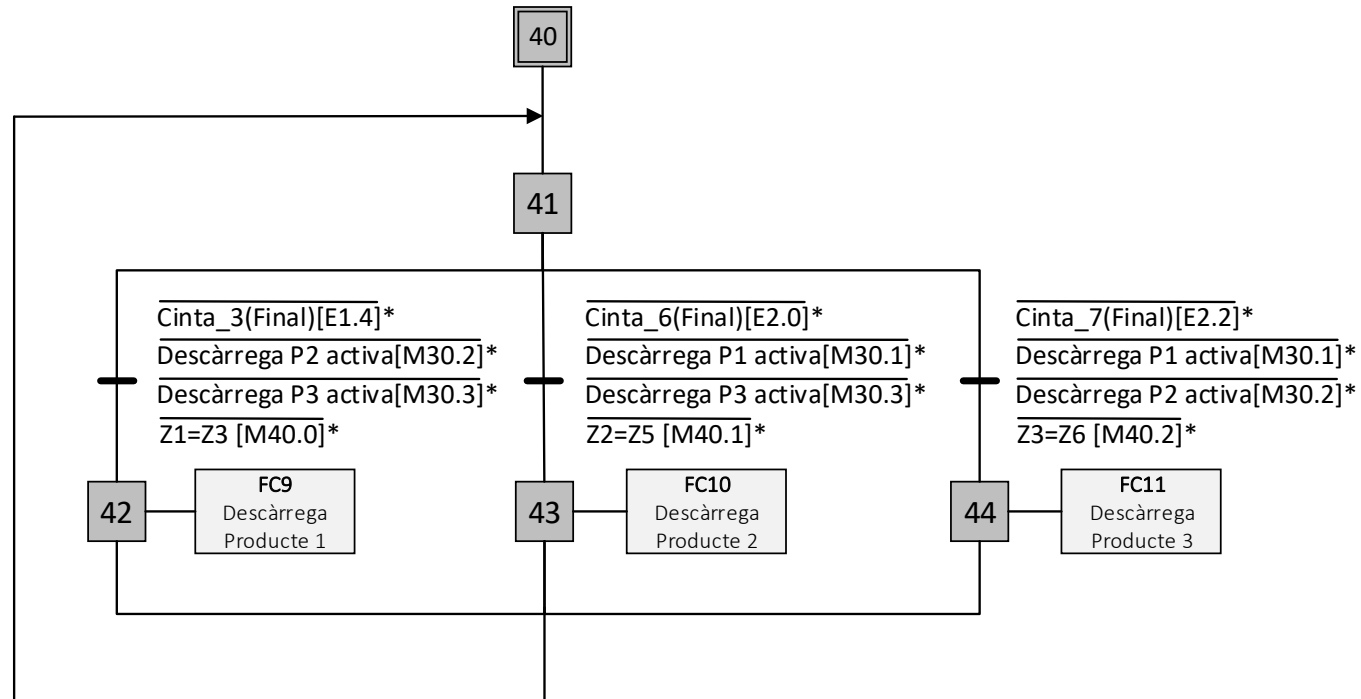 40
41
Cinta_3(Final)[E1.4]*
Descàrrega P2 activa[M30.2]*
Descàrrega P3 activa[M30.3]*
Z1=Z3 [M40.0]*
Cinta_6(Final)[E2.0]*
Descàrrega P1 activa[M30.1]*
Descàrrega P3 activa[M30.3]*
Z2=Z5 [M40.1]*
Cinta_7(Final)[E2.2]*
Descàrrega P1 activa[M30.1]*
Descàrrega P2 activa[M30.2]*
Z3=Z6 [M40.2]*
42
FC9
Descàrrega
Producte 1
43
FC10
Descàrrega
Producte 2
44
FC11
Descàrrega
Producte 3